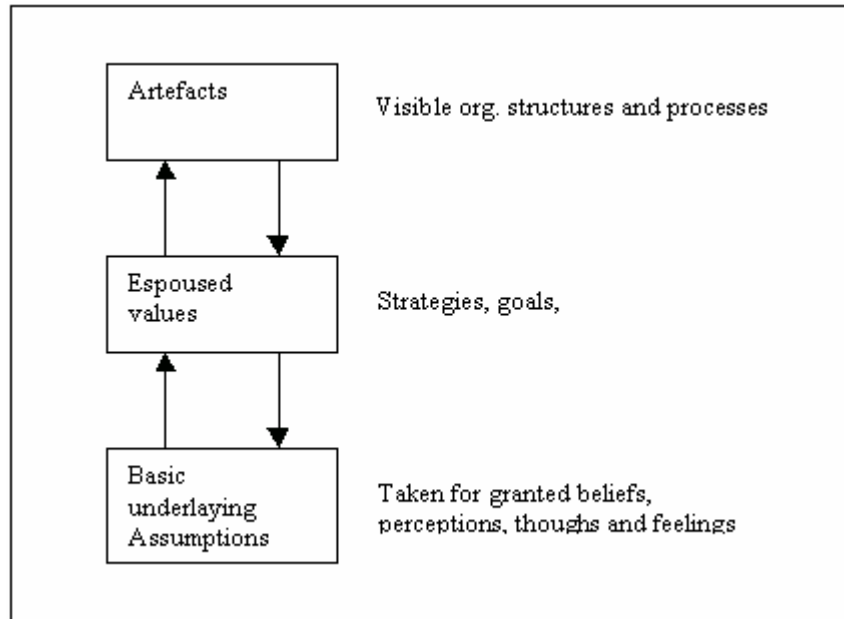 Artefacts
Visible org. structures and processes
Espoused
values
Strategies, goals,
Basic
underlaying
Assumptions
Taken for granted beliefs,
perceptions, thoughs and feelings